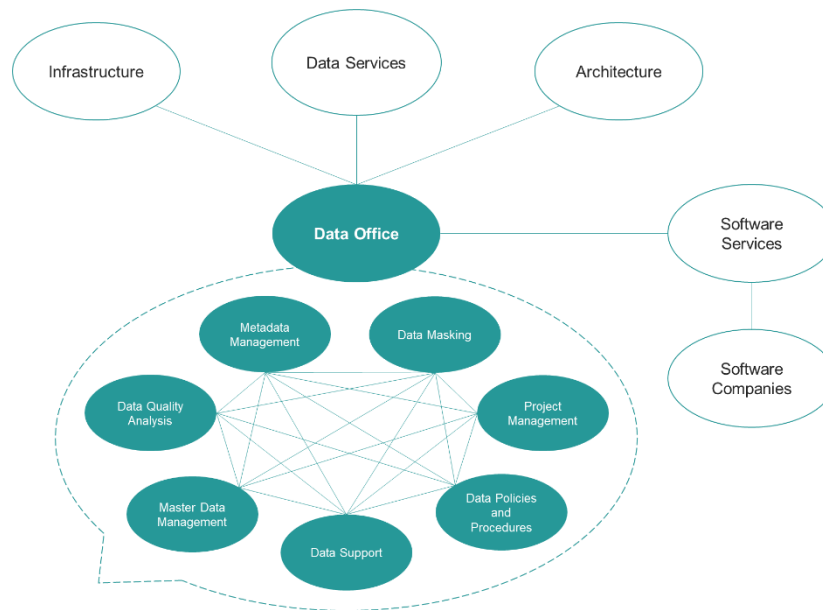 Infrastructure
Data Services
Architecture
Data Office
Software
Services
Metadata
Management
Data Masking
Software
Companies
Data Quality
Analysis
Project
Management
Master Data
Management
Data Policies
and
Procedures
Data Support